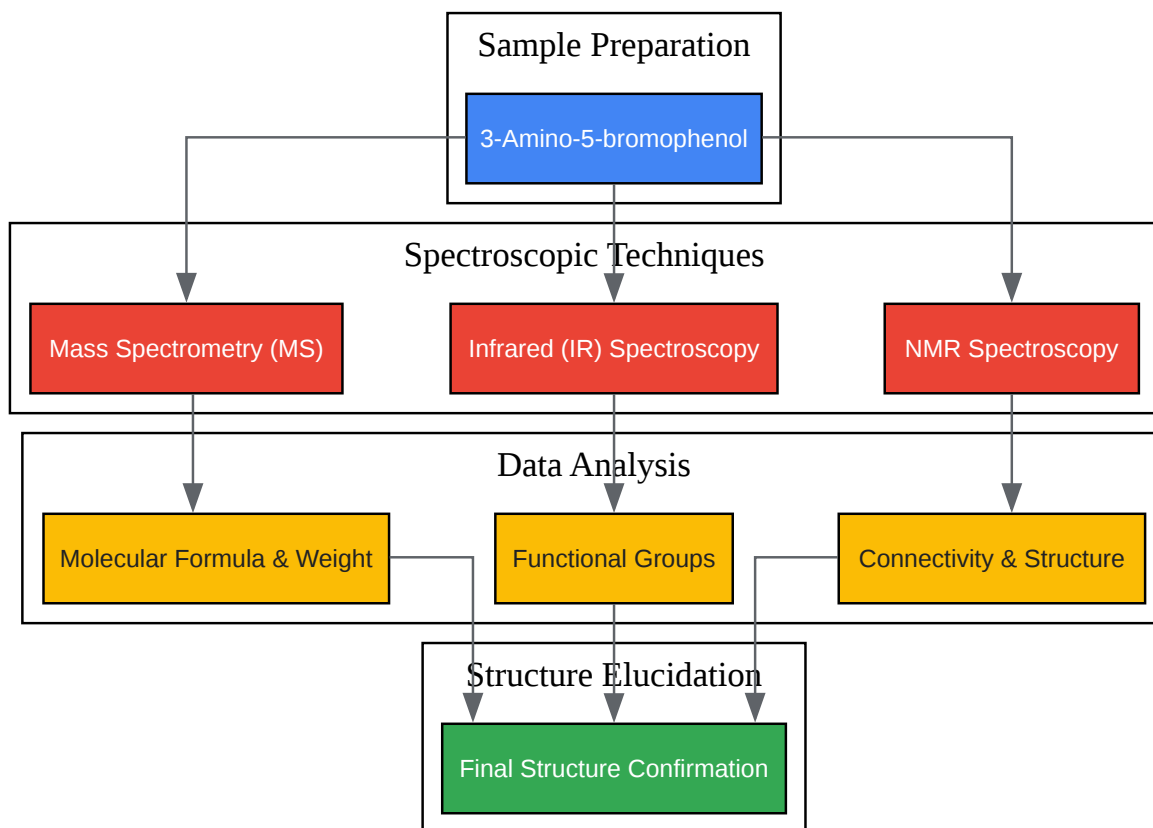 Sample Preparation
3-Amino-5-bromophenol
Spectroscopic Techniques
Mass Spectrometry (MS)
Infrared (IR) Spectroscopy
NMR Spectroscopy
Data Analysis
Molecular Formula & Weight
Functional Groups
Connectivity & Structure
Structure Elucidation
Final Structure Confirmation